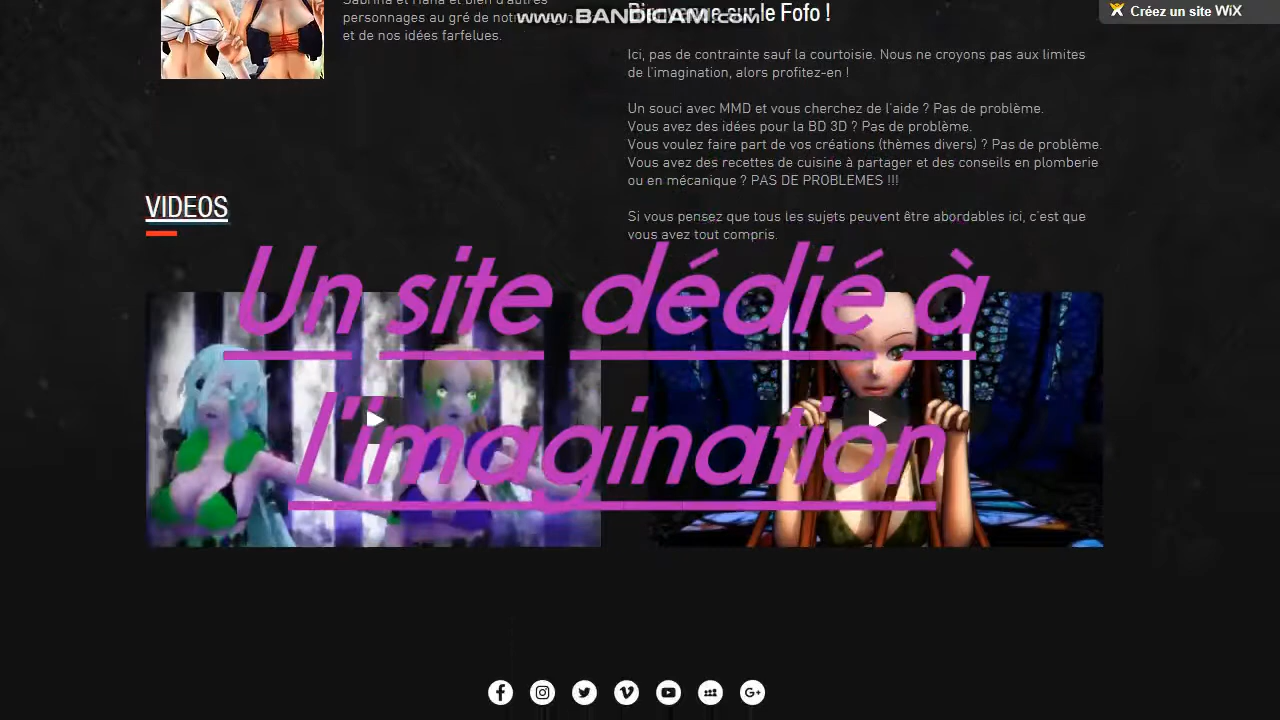 Sabrina et Hana et bien d'autres
personnages au gré de
et de nos idées farfelues.
www.BANDICAM.com
Bienvenue sur le Fofo !
Créez un site WiX
Ici, pas de contrainte sauf la courtoisie. Nous ne croyons pas aux limites
de l'imagination, alors profitez-en !
Un souci avec MMD et vous cherchez de l'aide ? Pas de problème.
Vous avez des idées pour la BD 3D ? Pas de problème.
Vous voulez faire part de vos créations (thèmes divers) ? Pas de problème.
Vous avez des recettes de cuisine à partager et des conseils en plomberie
ou en mécanique ? PAS DE PROBLEMES !!!
Si vous pensez que tous les sujets peuvent être abordables ici, c'est que
vous avez tout compris.
VIDEOS
Un site dédié à
l'imagination